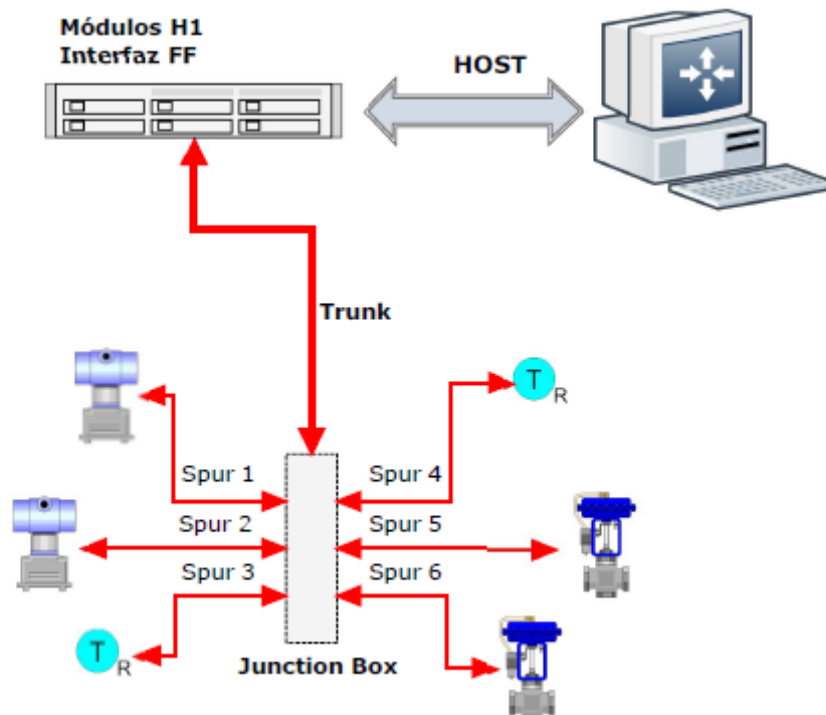 Módulos H1
Interfaz FF
HOST
Trunk
T R
Spur 1
Spur 4
Spur 2
Spur 5
Spur 3
Spur 6
T R
Junction Box